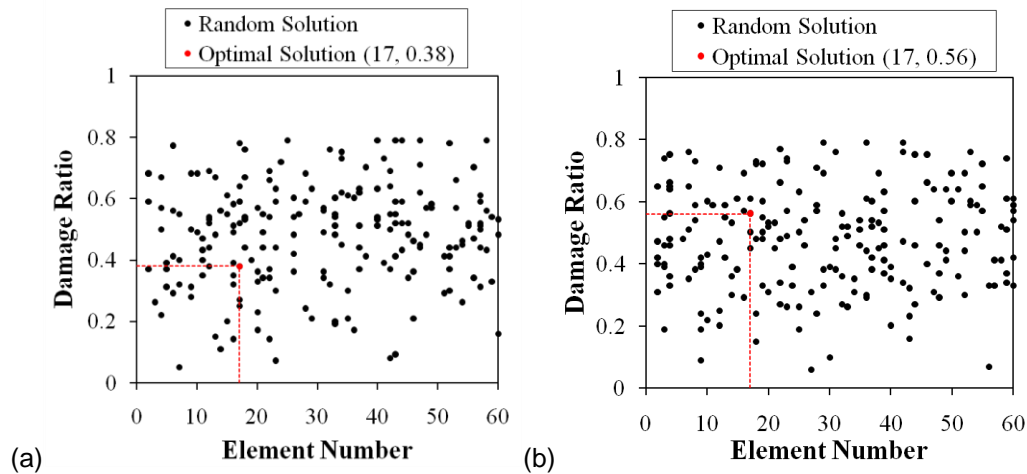 Random Solution
Optimal Solution (17, 0.38)
1
0.8
0.6
0.4
0.2
0
Damage Ratio
0 10 20 30 40 50 60
Element Number
(a)
Random Solution
Optimal Solution (17, 0.56)
1
0.8
0.6
0.4
0.2
0
Damage Ratio
0 10 20 30 40 50 60
Element Number
(b)